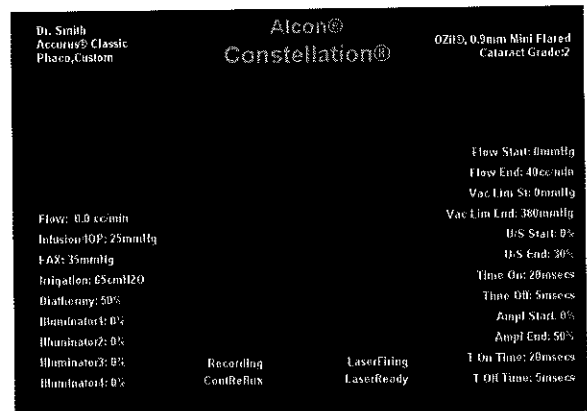 Dr. Smith
Accurus® Classic
Phaco,Custom
Alcon®
Constellation®
OZil®, 0.9mm Mini Flared
Cataract Grade:2
Flow: 0.0 cc/min
Infusion IOP: 25mmHg
FAX: 35mmHg
Irrigation: 65cmH2O
Diathermy: 50%
Illuminator1: 0%
Illuminator2: 0%
Illuminator3: 0%
Illuminator4: 0%
Recording
ContReflux
LaserFiring
LaserReady
Flow Start: 0mmHg
Flow End: 40cc/min
Vac Lim St: 0mmHg
Vac Lim End: 380mmHg
U/S Start: 0%
U/S End: 30%
Time On: 20msecs
Time Off: 5msecs
Ampl Start: 0%
Ampl End: 50%
T On Time: 20msecs
T Off Time: 5msecs